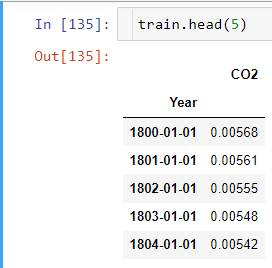 In [135]: train.head(5)
Out[135]:
CO2
Year
1800-01-01 0.00568
1801-01-01 0.00561
1802-01-01 0.00555
1803-01-01 0.00548
1804-01-01 0.00542